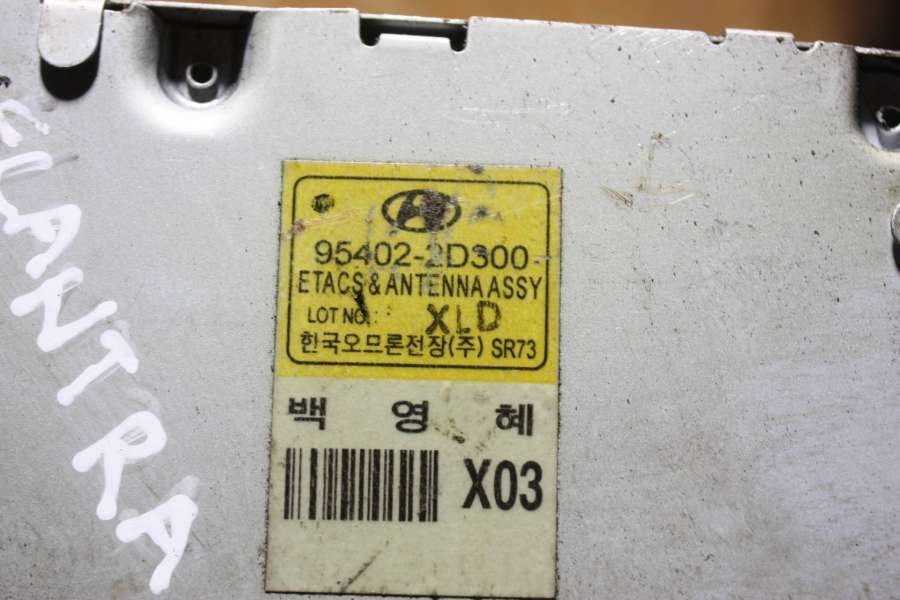 ELANTRA
95402-2D300
ETACS & ANTENNA ASSY
LOT NO. : XLD
한국오므론전장(주) SR73
백 영 혜
X03